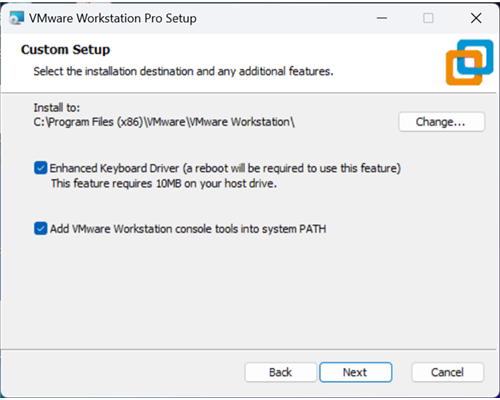 VMware Workstation Pro Setup
Custom Setup
Select the installation destination and any additional features.
Install to:
C:\Program Files (x86)\VMware\VMware Workstation\
Change...
Enhanced Keyboard Driver (a reboot will be required to use this feature)
This feature requires 10MB on your host drive.
Add VMware Workstation console tools into system PATH
Back
Next
Cancel